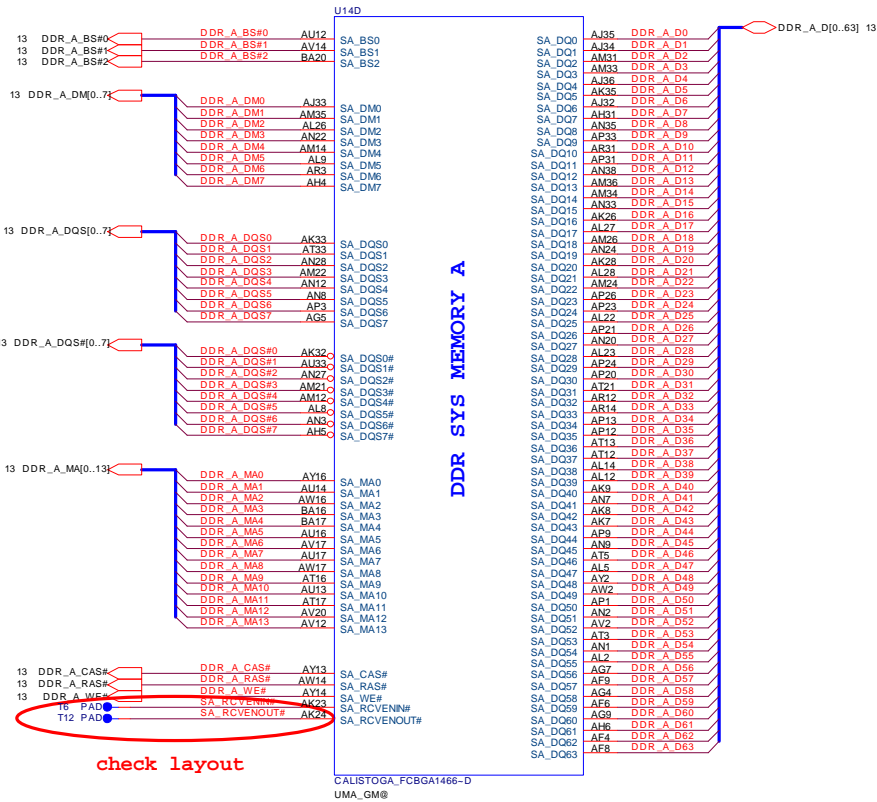 U14D
13 DDR_A_BS#0 DDR_A_BS#0 AU12 SA_BS0
13 DDR_A_BS#1 DDR_A_BS#1 AV14 SA_BS1
13 DDR_A_BS#2 DDR_A_BS#2 BA20 SA_BS2
13 DDR_A_DM[0..7]
DDR_A_DM0 AJ33 SA_DM0
DDR_A_DM1 AM35 SA_DM1
DDR_A_DM2 AL26 SA_DM2
DDR_A_DM3 AN22 SA_DM3
DDR_A_DM4 AM14 SA_DM4
DDR_A_DM5 AL9 SA_DM5
DDR_A_DM6 AR3 SA_DM6
DDR_A_DM7 AH4 SA_DM7
13 DDR_A_DQS[0..7]
DDR_A_DQS0 AK33 SA_DQS0
DDR_A_DQS1 AT33 SA_DQS1
DDR_A_DQS2 AN28 SA_DQS2
DDR_A_DQS3 AM22 SA_DQS3
DDR_A_DQS4 AN12 SA_DQS4
DDR_A_DQS5 AN8 SA_DQS5
DDR_A_DQS6 AP3 SA_DQS6
DDR_A_DQS7 AG5 SA_DQS7
3 DDR_A_DQS#[0..7]
DDR_A_DQS#0 AK32 SA_DQS0#
DDR_A_DQS#1 AU33 SA_DQS1#
DDR_A_DQS#2 AN27 SA_DQS2#
DDR_A_DQS#3 AM21 SA_DQS3#
DDR_A_DQS#4 AM12 SA_DQS4#
DDR_A_DQS#5 AL8 SA_DQS5#
DDR_A_DQS#6 AN3 SA_DQS6#
DDR_A_DQS#7 AH5 SA_DQS7#
13 DDR_A_MA[0..13]
DDR_A_MA0 AY16 SA_MA0
DDR_A_MA1 AU14 SA_MA1
DDR_A_MA2 AW16 SA_MA2
DDR_A_MA3 BA16 SA_MA3
DDR_A_MA4 BA17 SA_MA4
DDR_A_MA5 AU16 SA_MA5
DDR_A_MA6 AV17 SA_MA6
DDR_A_MA7 AU17 SA_MA7
DDR_A_MA8 AW17 SA_MA8
DDR_A_MA9 AT16 SA_MA9
DDR_A_MA10 AU13 SA_MA10
DDR_A_MA11 AT17 SA_MA11
DDR_A_MA12 AV20 SA_MA12
DDR_A_MA13 AV12 SA_MA13
13 DDR_A_CAS# DDR_A_CAS# AY13 SA_CAS#
13 DDR_A_RAS# DDR_A_RAS# AW14 SA_RAS#
13 DDR_A_WE# DDR_A_WE# AY14 SA_WE#
T6 PAD SA_RCVENIN# AK23 SA_RCVENIN#
T12 PAD SA_RCVENOUT# AK24 SA_RCVENOUT#
check layout
DDR SYS MEMORY A
DDR_A_D[0..63] 13
SA_DQ0 AJ35 DDR_A_D0
SA_DQ1 AJ34 DDR_A_D1
SA_DQ2 AM31 DDR_A_D2
SA_DQ3 AM33 DDR_A_D3
SA_DQ4 AJ36 DDR_A_D4
SA_DQ5 AK35 DDR_A_D5
SA_DQ6 AJ32 DDR_A_D6
SA_DQ7 AH31 DDR_A_D7
SA_DQ8 AN35 DDR_A_D8
SA_DQ9 AP33 DDR_A_D9
SA_DQ10 AR31 DDR_A_D10
SA_DQ11 AP31 DDR_A_D11
SA_DQ12 AN38 DDR_A_D12
SA_DQ13 AM36 DDR_A_D13
SA_DQ14 AM34 DDR_A_D14
SA_DQ15 AN33 DDR_A_D15
SA_DQ16 AK26 DDR_A_D16
SA_DQ17 AL27 DDR_A_D17
SA_DQ18 AM26 DDR_A_D18
SA_DQ19 AN24 DDR_A_D19
SA_DQ20 AK28 DDR_A_D20
SA_DQ21 AL28 DDR_A_D21
SA_DQ22 AM24 DDR_A_D22
SA_DQ23 AP26 DDR_A_D23
SA_DQ24 AP23 DDR_A_D24
SA_DQ25 AL22 DDR_A_D25
SA_DQ26 AP21 DDR_A_D26
SA_DQ27 AN20 DDR_A_D27
SA_DQ28 AL23 DDR_A_D28
SA_DQ29 AP24 DDR_A_D29
SA_DQ30 AP20 DDR_A_D30
SA_DQ31 AT21 DDR_A_D31
SA_DQ32 AR12 DDR_A_D32
SA_DQ33 AR14 DDR_A_D33
SA_DQ34 AP13 DDR_A_D34
SA_DQ35 AP12 DDR_A_D35
SA_DQ36 AT13 DDR_A_D36
SA_DQ37 AT12 DDR_A_D37
SA_DQ38 AL14 DDR_A_D38
SA_DQ39 AL12 DDR_A_D39
SA_DQ40 AK9 DDR_A_D40
SA_DQ41 AN7 DDR_A_D41
SA_DQ42 AK8 DDR_A_D42
SA_DQ43 AK7 DDR_A_D43
SA_DQ44 AP9 DDR_A_D44
SA_DQ45 AN9 DDR_A_D45
SA_DQ46 AT5 DDR_A_D46
SA_DQ47 AL5 DDR_A_D47
SA_DQ48 AY2 DDR_A_D48
SA_DQ49 AW2 DDR_A_D49
SA_DQ50 AP1 DDR_A_D50
SA_DQ51 AN2 DDR_A_D51
SA_DQ52 AV2 DDR_A_D52
SA_DQ53 AT3 DDR_A_D53
SA_DQ54 AN1 DDR_A_D54
SA_DQ55 AL2 DDR_A_D55
SA_DQ56 AG7 DDR_A_D56
SA_DQ57 AF9 DDR_A_D57
SA_DQ58 AG4 DDR_A_D58
SA_DQ59 AF6 DDR_A_D59
SA_DQ60 AG9 DDR_A_D60
SA_DQ61 AH6 DDR_A_D61
SA_DQ62 AF4 DDR_A_D62
SA_DQ63 AF8 DDR_A_D63
CALISTOGA_FCBGA1466~D
UMA_GM@